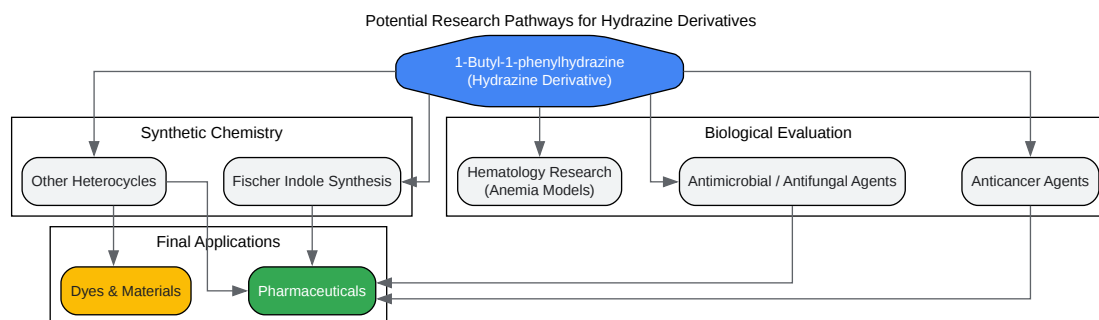 Potential Research Pathways for Hydrazine Derivatives
1-Butyl-1-phenylhydrazine
(Hydrazine Derivative)
Synthetic Chemistry
Biological Evaluation
Other Heterocycles
Fischer Indole Synthesis
Hematology Research
(Anemia Models)
Antimicrobial / Antifungal Agents
Anticancer Agents
Final Applications
Dyes & Materials
Pharmaceuticals